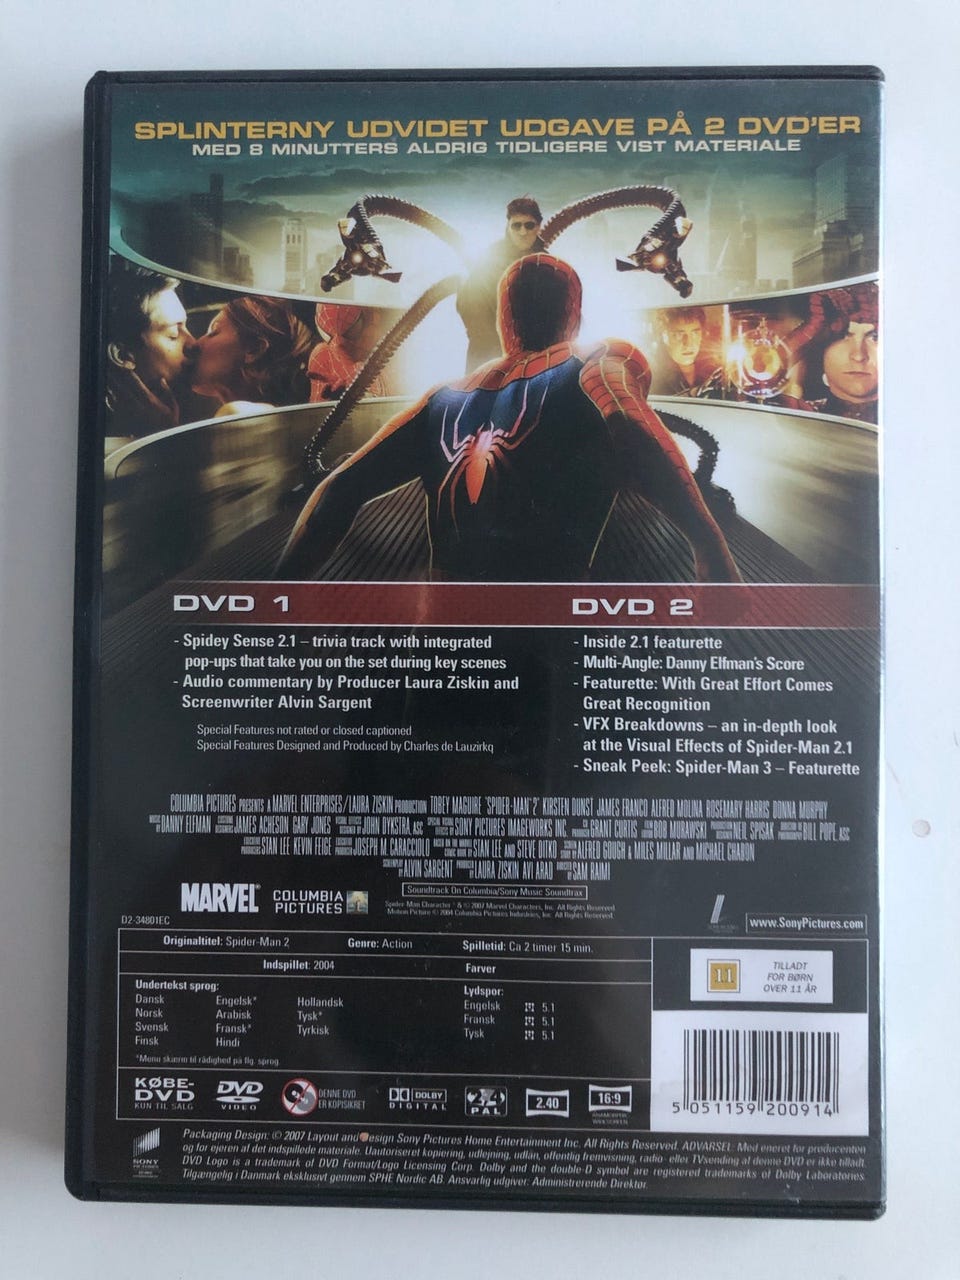 SPLINTERNY UDVIDET UDGAVE PÅ 2 DVD'ER
MED 8 MINUTTERS ALDRIG TIDLIGERE VIST MATERIALE
DVD 1
- Spidey Sense 2.1 – trivia track with integrated
pop-ups that take you on the set during key scenes
- Audio commentary by Producer Laura Ziskin and
Screenwriter Alvin Sargent
Special Features not rated or closed captioned
Special Features Designed and Produced by Charles de Lauzirkq
DVD 2
- Inside 2.1 featurette
- Multi-Angle: Danny Elfman's Score
- Featurette: With Great Effort Comes
Great Recognition
- VFX Breakdowns – an in-depth look
at the Visual Effects of Spider-Man 2.1
- Sneak Peek: Spider-Man 3 – Featurette
COLUMBIA PICTURES PRESENTS A MARVEL ENTERPRISES/LAURA ZISKIN PRODUCTION TOBEY MAGUIRE "SPIDER-MAN 2" KIRSTEN DUNST JAMES FRANCO ALFRED MOLINA ROSEMARY HARRIS DONNA MURPHY
DANNY ELFMAN JAMES ACHESON GARY JONES JOHN DYKSTRA, ASC SONY PICTURES IMAGEWORKS INC. GRANT CURTIS BOB MURAWSKI NEIL SPISAK BILL POPE, ASC
STAN LEE KEVIN FEIGE JOSEPH M. CARACCIOLO STAN LEE AND STEVE DITKO ALFRED GOUGH & MILES MILLAR AND MICHAEL CHABON
ALVIN SARGENT LAURA ZISKIN AVI ARAD SAM RAIMI
MARVEL
COLUMBIA
PICTURES
Soundtrack On Columbia/Sony Music Soundtrax
Spider-Man Character ® & © 2007 Marvel Characters, Inc. All Rights Reserved.
Motion Picture © 2004 Columbia Pictures Industries, Inc. All Rights Reserved.
www.SonyPictures.com
D2-34801EC
Originaltitel: Spider-Man 2
Genre: Action
Spilletid: Ca 2 timer 15 min.
Indspillet: 2004
Farver
Undertekst sprog:
Dansk Engelsk* Hollandsk
Norsk Arabisk Tysk*
Svensk Fransk* Tyrkisk
Finsk Hindi
*Menu skærm til rådighed på flg. sprog.
Lydspor:
Engelsk 5.1
Fransk 5.1
Tysk 5.1
11
TILLADT
FOR BØRN
OVER 11 ÅR
KØBE-
DVD
KUN TIL SALG
DVD
VIDEO
DENNE DVD
ER KOPISIKRET
DOLBY
DIGITAL
2 4
PAL
2.40
16:9
ANAMORPHIC
WIDESCREEN
5 051159 200914
SONY
PICTURES
Packaging Design: © 2007 Layout and Design Sony Pictures Home Entertainment Inc. All Rights Reserved. ADVARSEL: Med eneret for producenten
og for ejeren af det indspillede materiale. Uautoriseret kopiering, udlejning, udlån, offentlig fremvisning, radio- eller TVsending af denne DVD er ikke tilladt.
DVD Logo is a trademark of DVD Format/Logo Licensing Corp. Dolby and the double-D symbol are registered trademarks of Dolby Laboratories.
Tilgængelig i Danmark eksklusivt gennem SPHE Nordic AB. Ansvarlig udgiver: Administrerende Direktør.